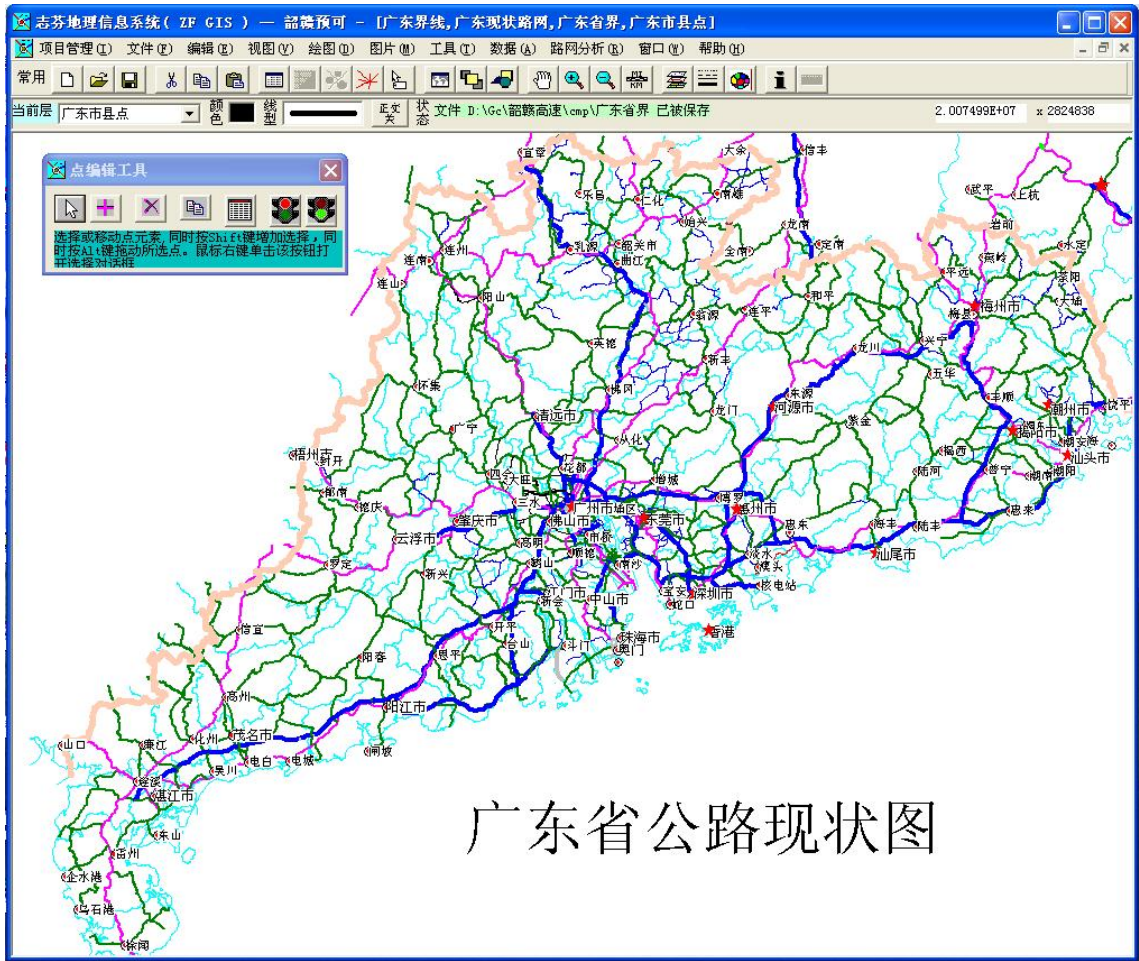 志芬地理信息系统( ZF GIS ) — 韶赣预可 - [广东界线,广东现状路网,广东省界,广东市县点]
项目管理(I) 文件(F) 编辑(E) 视图(V) 绘图(D) 图片(M) 工具(T) 数据(A) 路网分析(R) 窗口(W) 帮助(H)
常用
当前层 广东市县点 颜色 线型 正交 关 状态 文件 D:\Gc\韶赣高速\cmp\广东省界 已被保存 2.007499E+07 x 2824838
点编辑工具
选择或移动点元素,同时按Shift键增加选择,同
时按Alt键拖动所选点。鼠标右键单击该按钮打
开选择对话框
宜章 大余 信丰
乐昌 仁化 南雄 武平 上杭
始兴 龙南 岩前
连州 乳源 韶关市 全南 定南 水定
连南 曲江 平远
连山 阳山 和平 茶阳
翁源 连平 梅县 梅州市 大埔
英德 龙川 兴宁
新丰 五华
怀集 佛冈 东源 丰顺
清远市 龙门 河源市 潮州市 饶平
广宁 从化 紫金 揭阳市
梧州市 封开 揭西 潮安 汕头市
四会 大旺 花都 增城 陆河 普宁 潮南 潮阳
郁南 德庆 三水 广州市 博罗 惠州市 惠来
肇庆市 佛山市 东莞市 惠东 海丰 陆丰
云浮市 高明 市桥 汕尾市
罗定 新兴 鹤山 顺德 南沙 淡水 澳头
宝安 深圳市 核电站
江门市 新会 中山市 蛇口
信宜 开平 香港
阳春 恩平 台山 斗门 珠海市 澳门
高州 阳江市
山口 廉江 化州 茂名市 闸坡
吴川 电白 电城
遂溪 湛江市
东山
广东省公路现状图
雷州
企水港
乌石港
徐闻